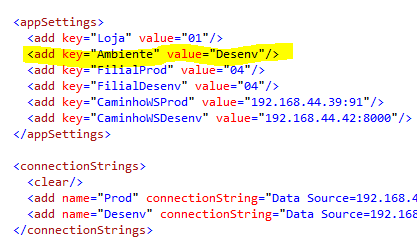 <appSettings>
<add key="Loja" value="01"/>
<add key="Ambiente" value="Desenv"/>
<add key="FilialProd" value="04"/>
<add key="FilialDesenv" value="04"/>
<add key="CaminhoWSProd" value="192.168.44.39:91"/>
<add key="CaminhoWSDesenv" value="192.168.44.42:8000"/>
</appSettings>
<connectionStrings>
<clear/>
<add name="Prod" connectionString="Data Source=192.168.4
<add name="Desenv" connectionString="Data Source=192.168
</connectionStrings>